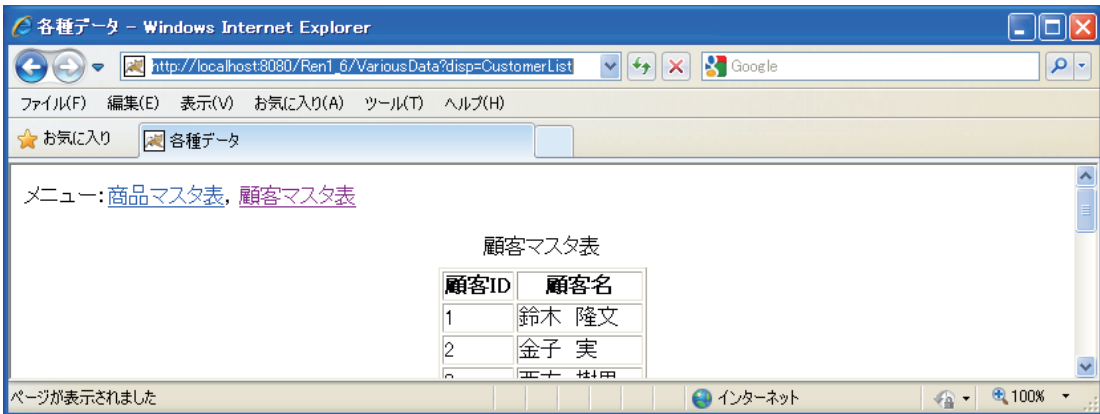 各種データ - Windows Internet Explorer
http://localhost:8080/Ren1_6/VariousData?disp=CustomerList
Google
ファイル(F) 編集(E) 表示(V) お気に入り(A) ツール(T) ヘルプ(H)
お気に入り 各種データ
メニュー:商品マスタ表, 顧客マスタ表
顧客マスタ表
顧客ID 顧客名
1 鈴木 隆文
2 金子 実
ページが表示されました インターネット 100%